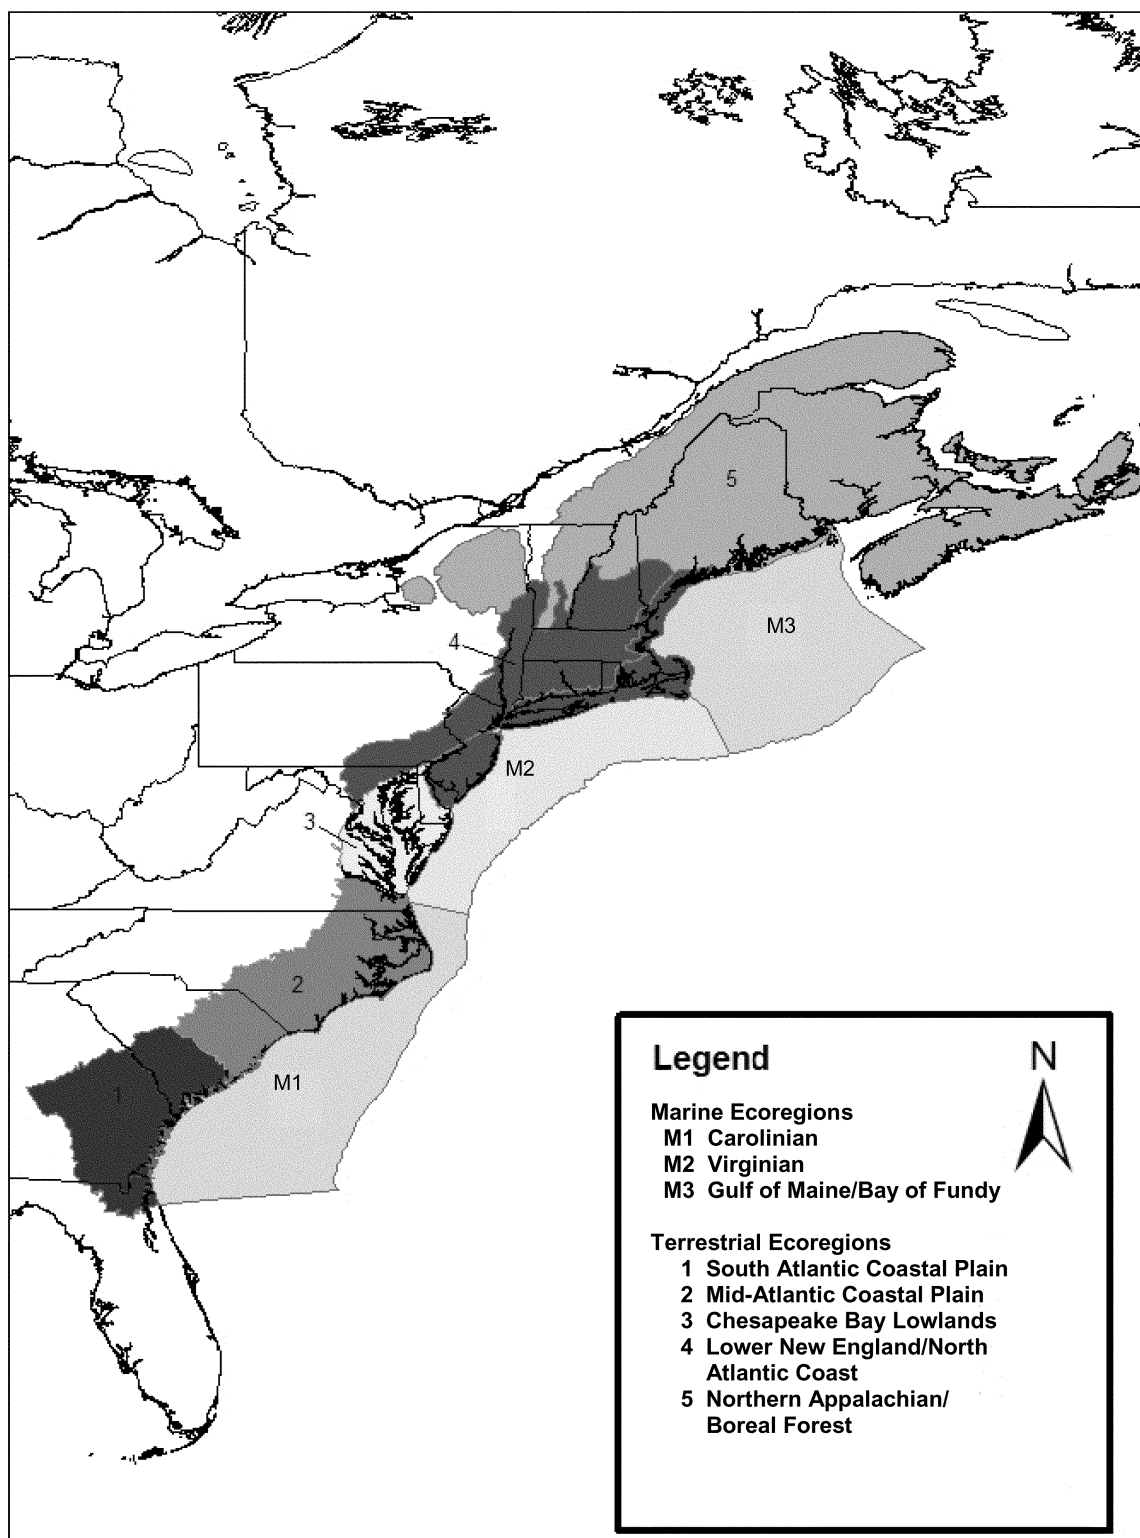 5
M3
4
M2
3
2
M1
1
Legend
N
Marine Ecoregions
M1 Carolinian
M2 Virginian
M3 Gulf of Maine/Bay of Fundy
Terrestrial Ecoregions
1 South Atlantic Coastal Plain
2 Mid-Atlantic Coastal Plain
3 Chesapeake Bay Lowlands
4 Lower New England/North
Atlantic Coast
5 Northern Appalachian/
Boreal Forest